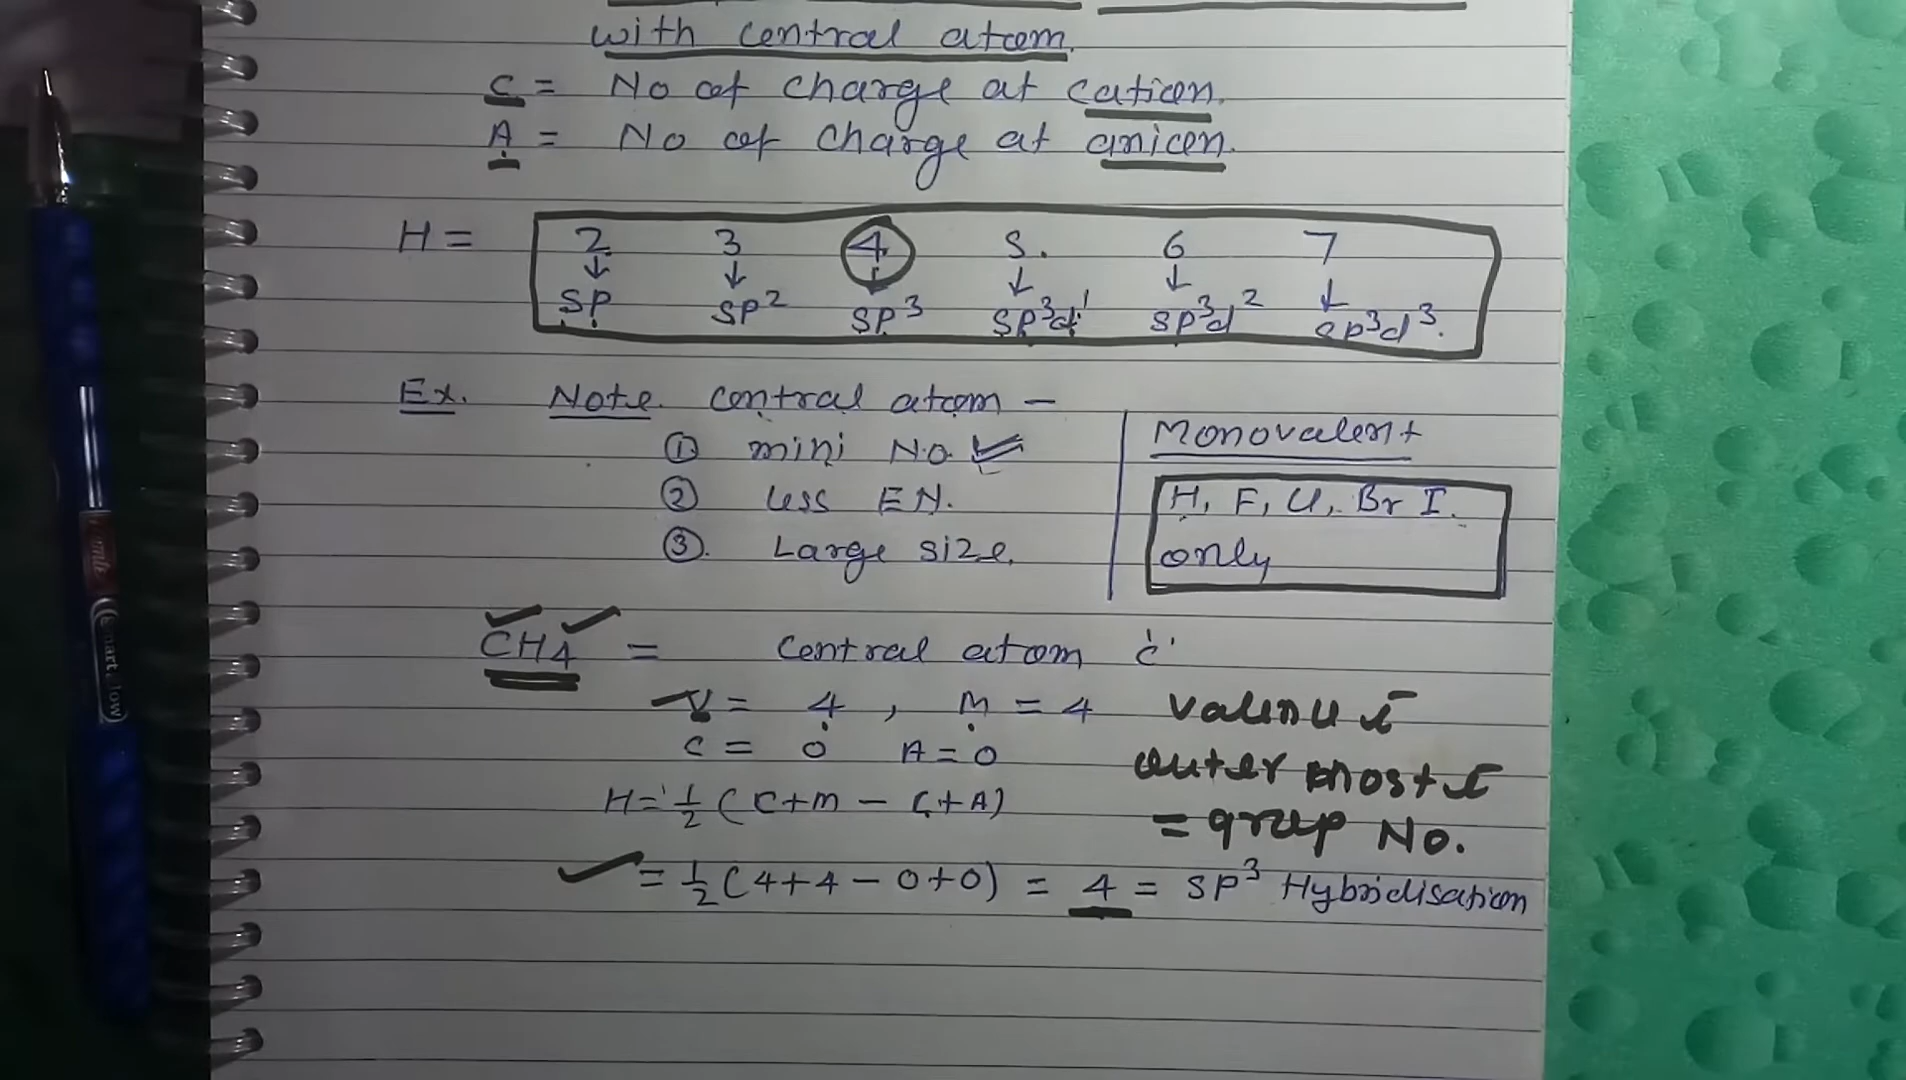 with central atom.
C = No of charge at cation.
A = No of charge at anion.
H = 2 3 4 5. 6 7
↓ ↓ ↓ ↓ ↓ ↓
SP SP² SP³ SP³d¹ SP³d² SP³d³.
Ex. Note. central atom —
① mini No.
② less EN.
③. Large size.
Monovalent
H, F, Cl, Br I.
only
CH4 = Central atom 'c'
V = 4, M = 4
C = 0 A = 0
H = ½ (C+M − C+A)
= ½ (4+4 − 0+0) = 4 = SP³ Hybridisation
outer most
= group No.